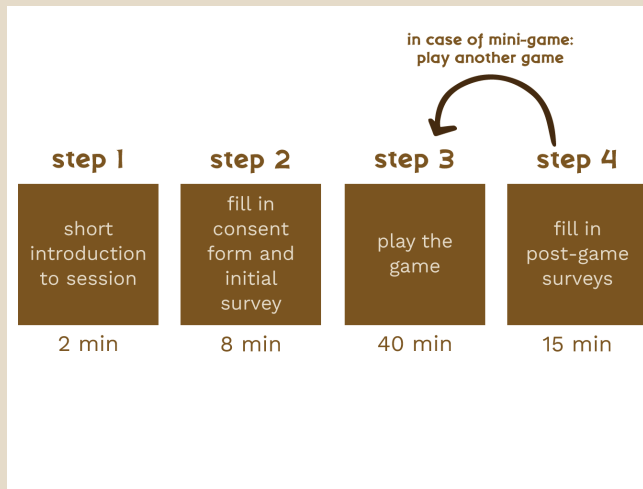 in case of mini-game:
play another game
step 1
step 2
step 3
step 4
short
introduction
to session
fill in
consent
form and
initial
survey
play the
game
fill in
post-game
surveys
2 min
8 min
40 min
15 min